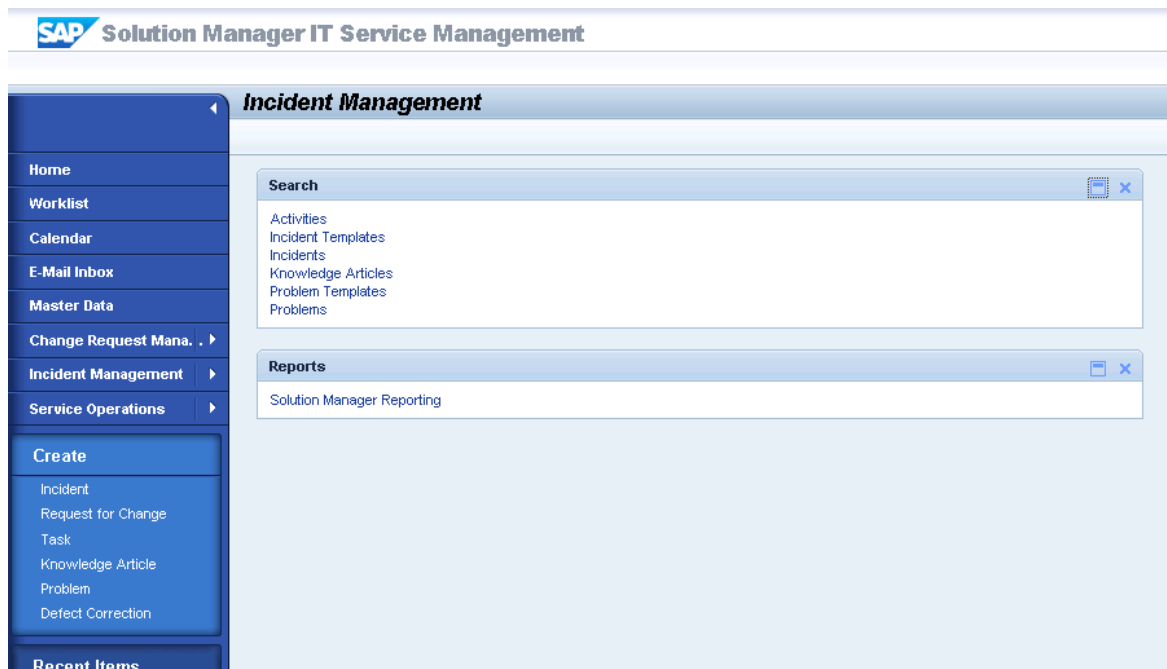 SAP Solution Manager IT Service Management
Incident Management
Home
Worklist
Calendar
E-Mail Inbox
Master Data
Change Request Mana. .
Incident Management
Service Operations
Create
Incident
Request for Change
Task
Knowledge Article
Problem
Defect Correction
Recent Items
Search
Activities
Incident Templates
Incidents
Knowledge Articles
Problem Templates
Problems
Reports
Solution Manager Reporting